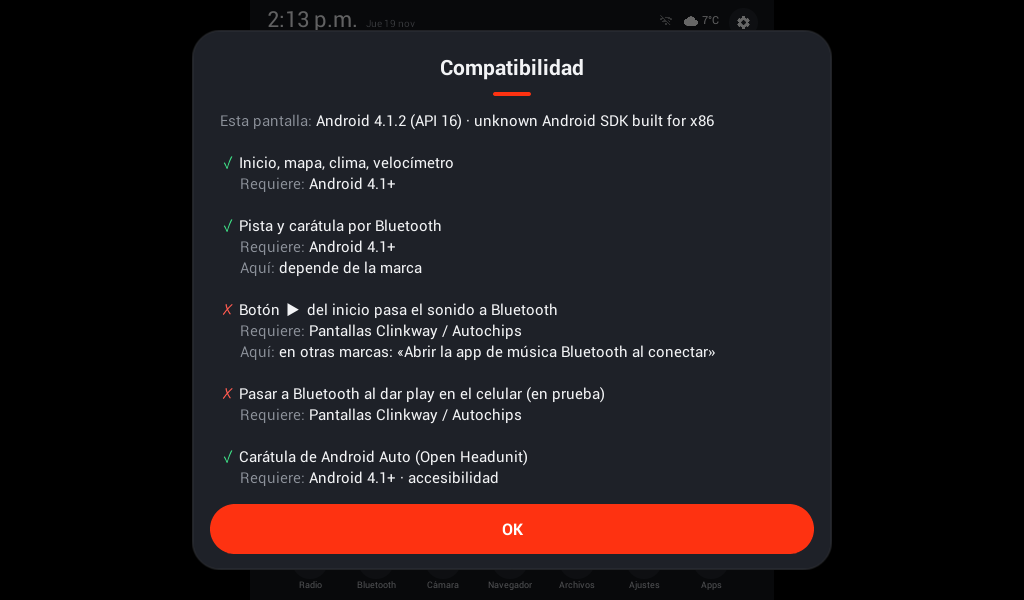 2:13 p.m. Jue 19 nov 7°C
Compatibilidad
Esta pantalla: Android 4.1.2 (API 16) · unknown Android SDK built for x86
✓ Inicio, mapa, clima, velocímetro
Requiere: Android 4.1+
✓ Pista y carátula por Bluetooth
Requiere: Android 4.1+
Aquí: depende de la marca
✗ Botón ▶ del inicio pasa el sonido a Bluetooth
Requiere: Pantallas Clinkway / Autochips
Aquí: en otras marcas: «Abrir la app de música Bluetooth al conectar»
✗ Pasar a Bluetooth al dar play en el celular (en prueba)
Requiere: Pantallas Clinkway / Autochips
✓ Carátula de Android Auto (Open Headunit)
Requiere: Android 4.1+ · accesibilidad
OK
Radio Bluetooth Cámara Navegador Archivos Ajustes Apps